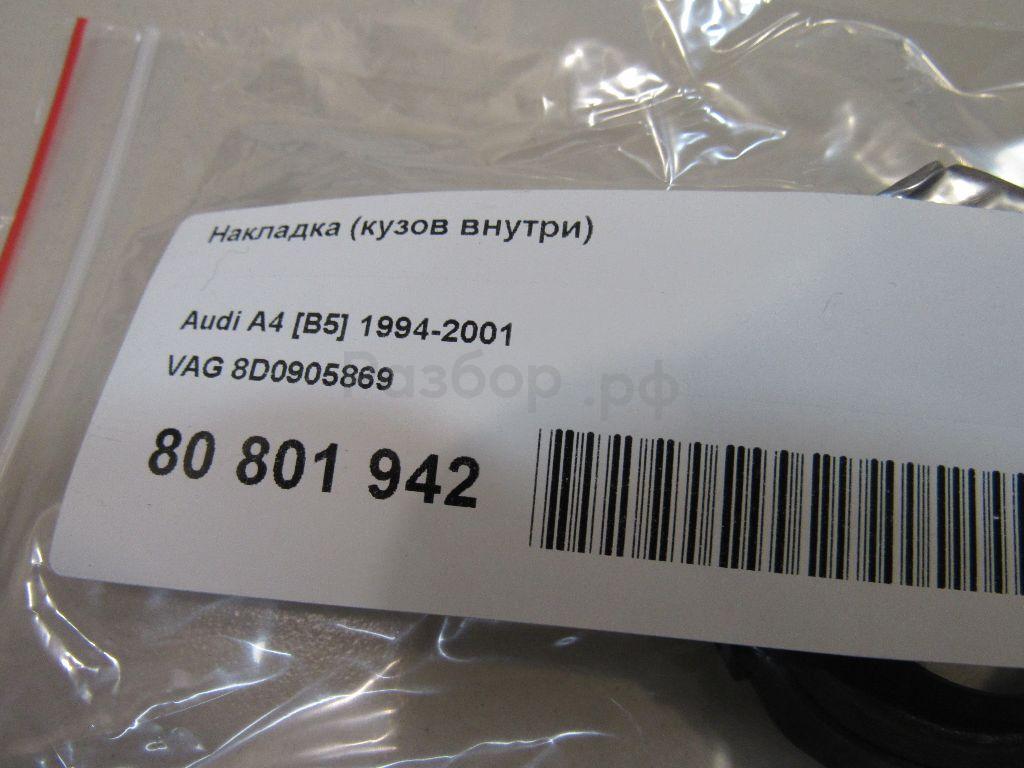 Накладка (кузов внутри)
Audi A4 [B5] 1994-2001
VAG 8D0905869
Разбор.рф
80 801 942